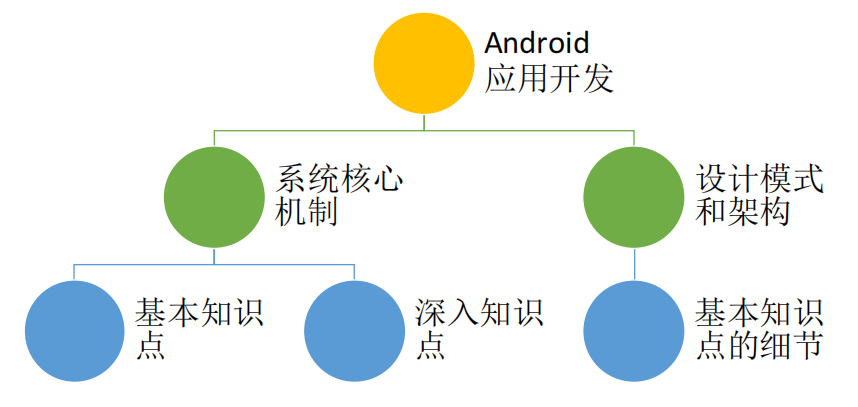 Android
应用开发
系统核心
机制
设计模式
和架构
基本知识
点
深入知识
点
基本知识
点的细节